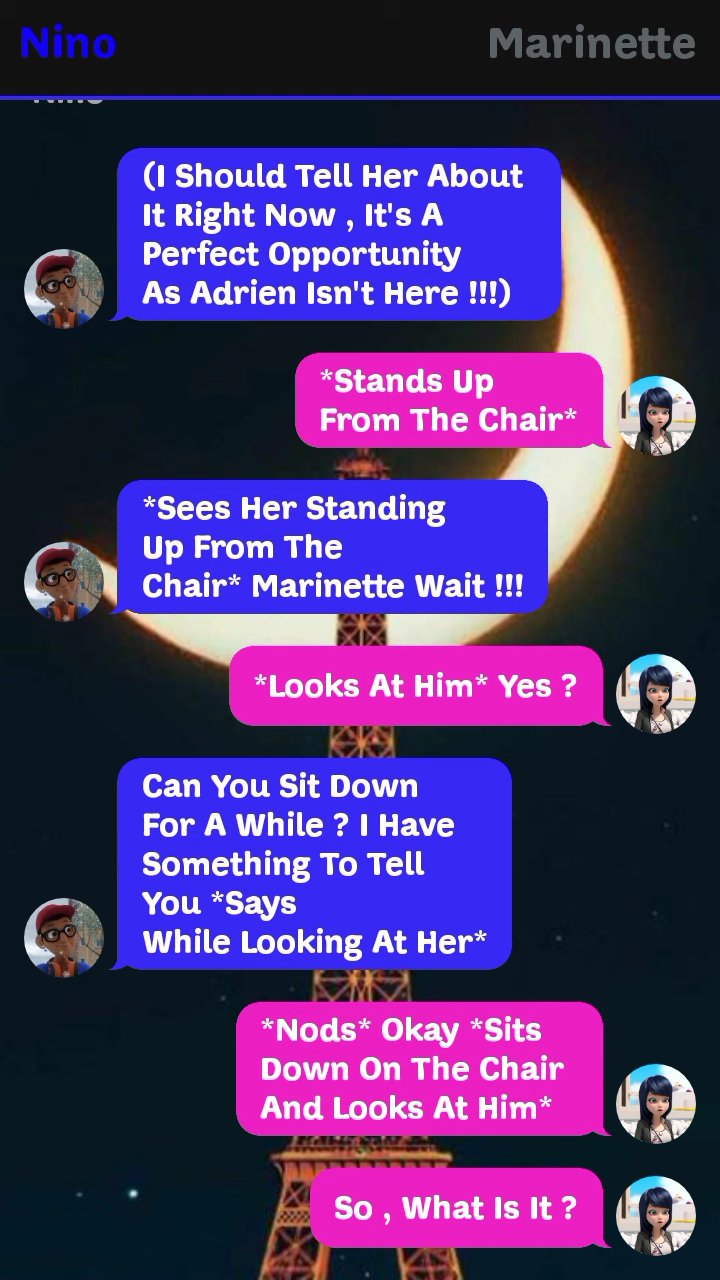 Nino
Marinette
Nino
(I Should Tell Her About
It Right Now , It's A
Perfect Opportunity
As Adrien Isn't Here !!!)
*Stands Up
From The Chair*
*Sees Her Standing
Up From The
Chair* Marinette Wait !!!
*Looks At Him* Yes ?
Can You Sit Down
For A While ? I Have
Something To Tell
You *Says
While Looking At Her*
*Nods* Okay *Sits
Down On The Chair
And Looks At Him*
So , What Is It ?